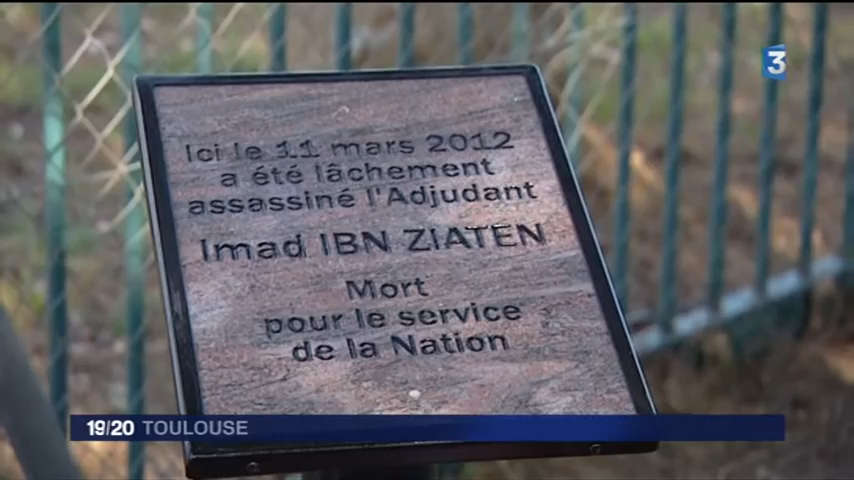 3
Ici le 11 mars 2012
a été lâchement
assassiné l'Adjudant
Imad IBN ZIATEN
Mort
pour le service
de la Nation
19/20 TOULOUSE